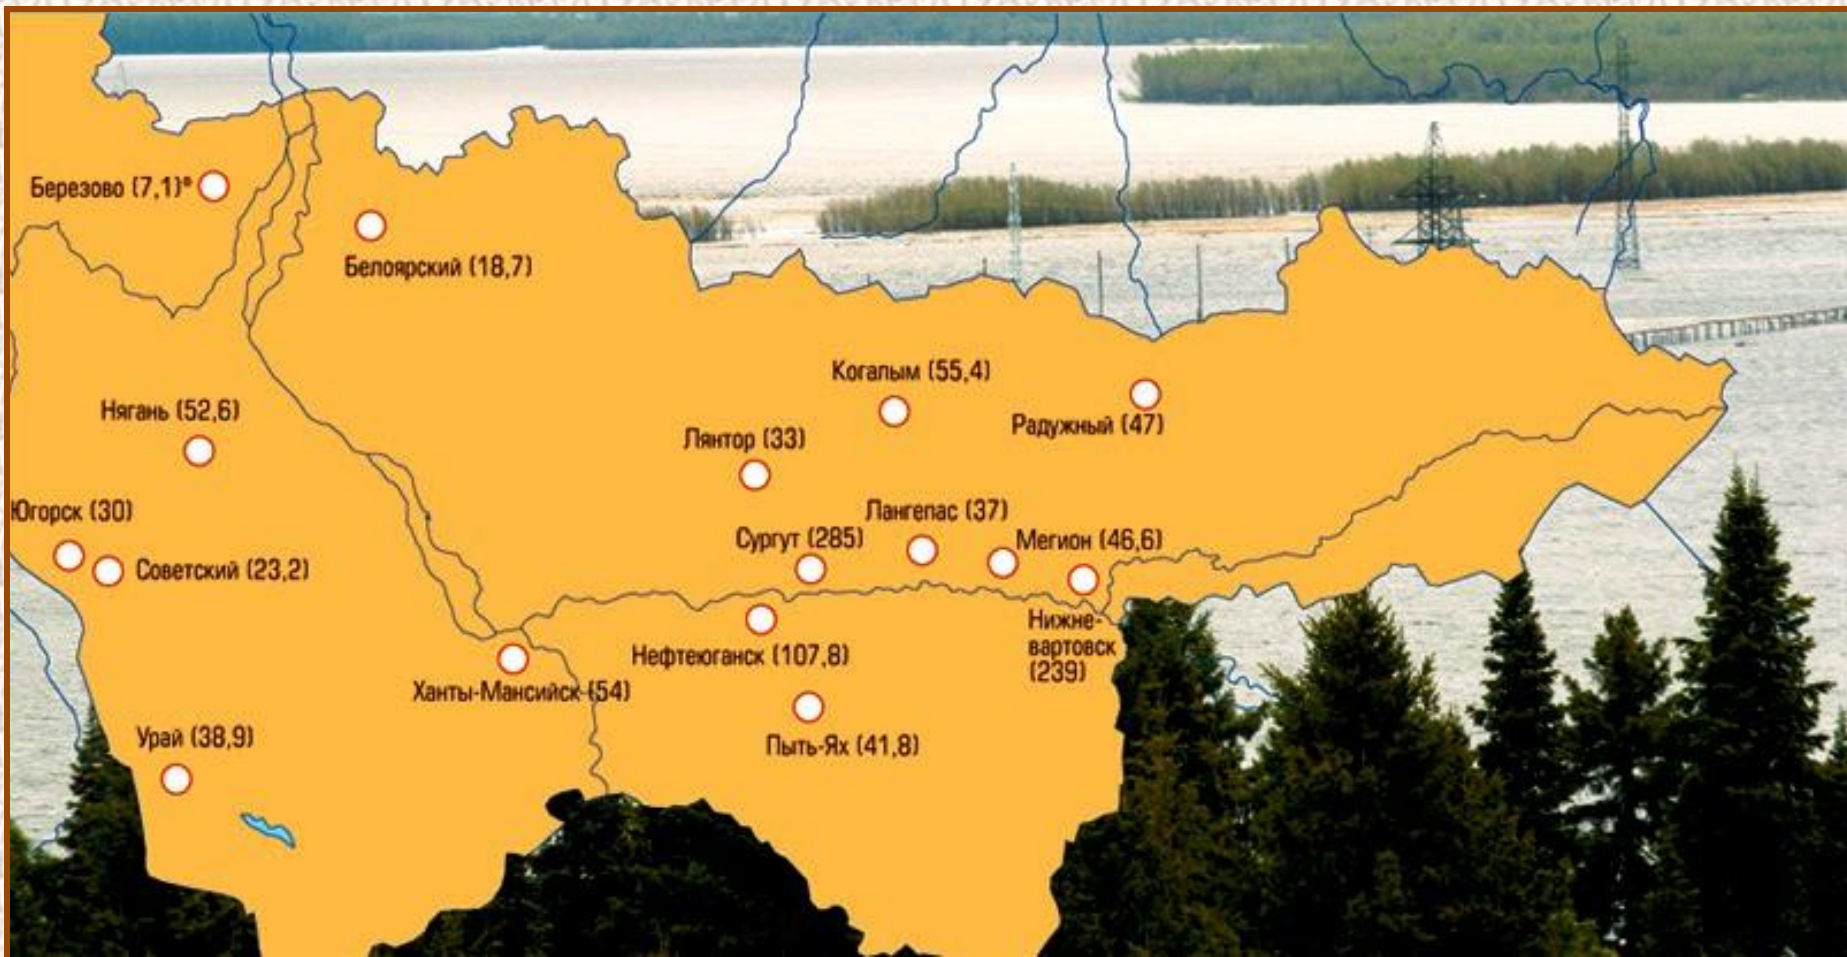 Березово (7,1)*
Белоярский (18,7)
Когалым (55,4)
Нягань (52,6)
Радужный (47)
Лянтор (33)
Югорск (30)
Лангепас (37)
Сургут (285)
Мегион (46,6)
Советский (23,2)
Нижне-
вартовск
(239)
Нефтеюганск (107,8)
Ханты-Мансийск (54)
Урай (38,9)
Пыть-Ях (41,8)